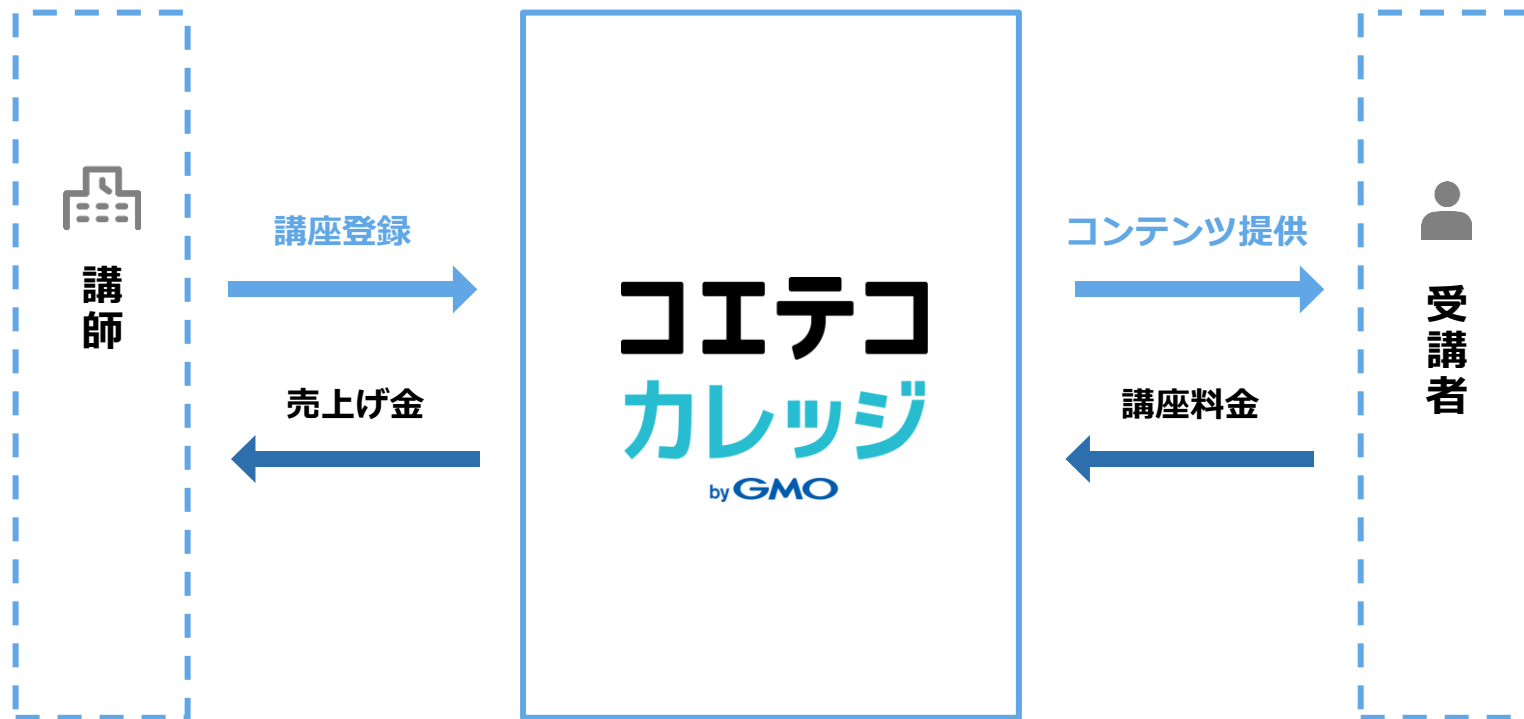 講師
講座登録
売上げ金
コエテコ
カレッジ
by GMO
コンテンツ提供
講座料金
受講者